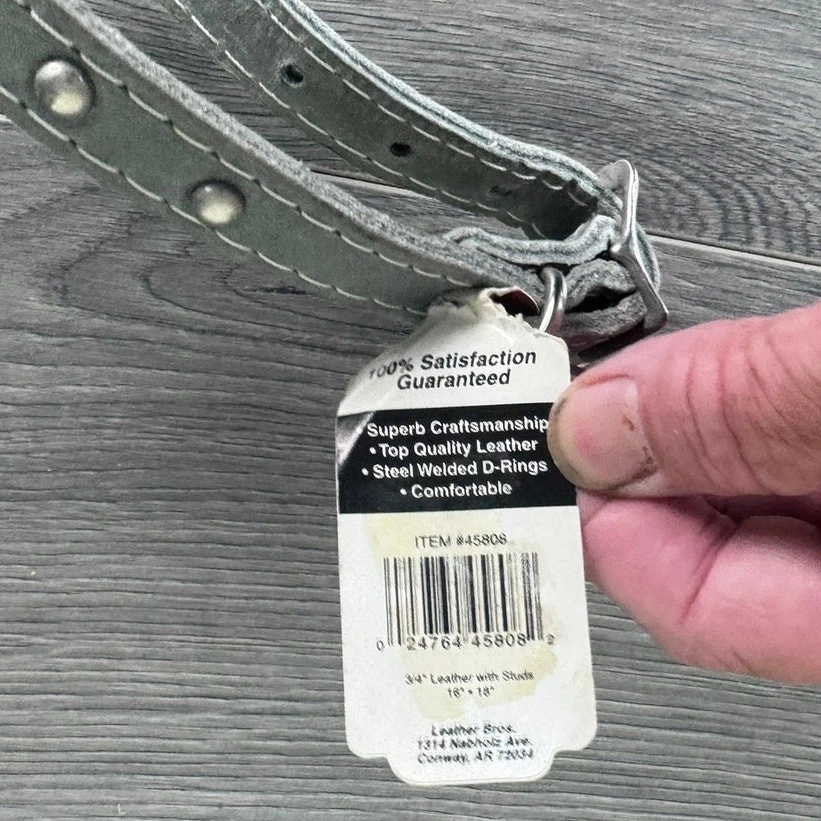 100% Satisfaction
Guaranteed
Superb Craftsmanship
• Top Quality Leather
• Steel Welded D-Rings
• Comfortable
ITEM #45808
0 24764 45808 2
3/4" Leather with Studs
16" • 18"
Leather Bros.
1314 Nabholz Ave.
Conway, AR 72034